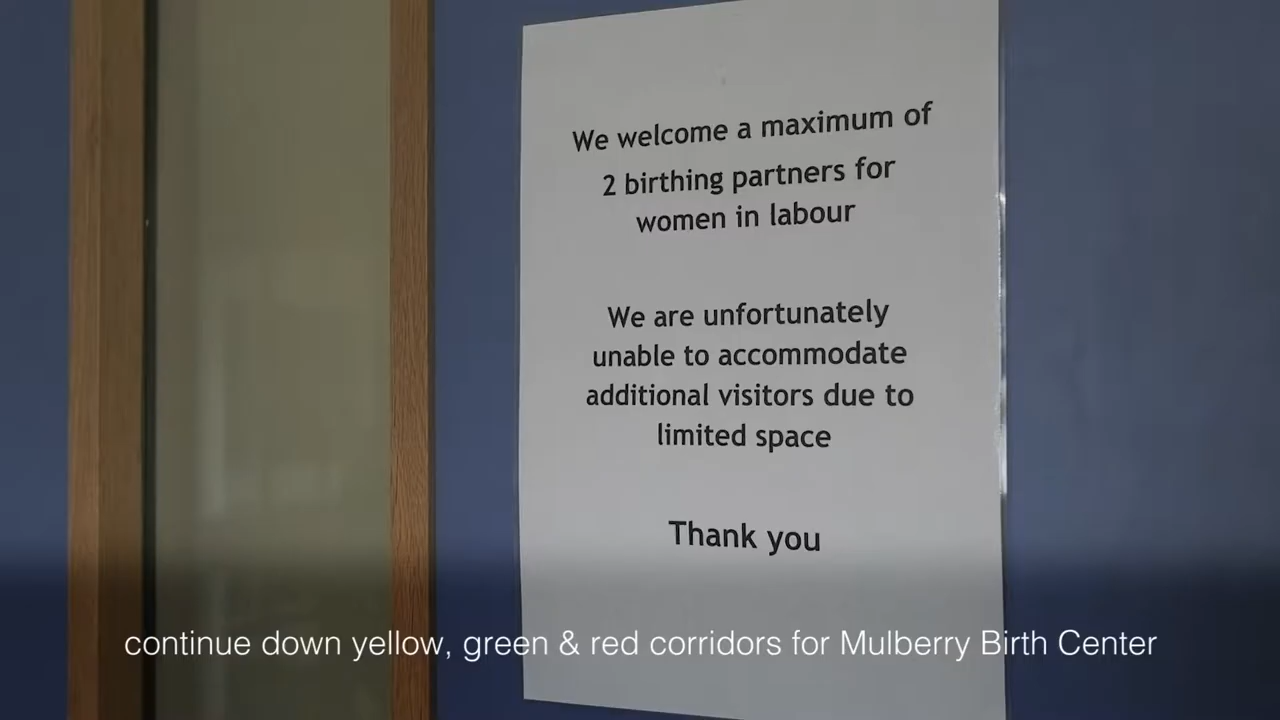 We welcome a maximum of
2 birthing partners for
women in labour
We are unfortunately
unable to accommodate
additional visitors due to
limited space
Thank you
continue down yellow, green & red corridors for Mulberry Birth Center